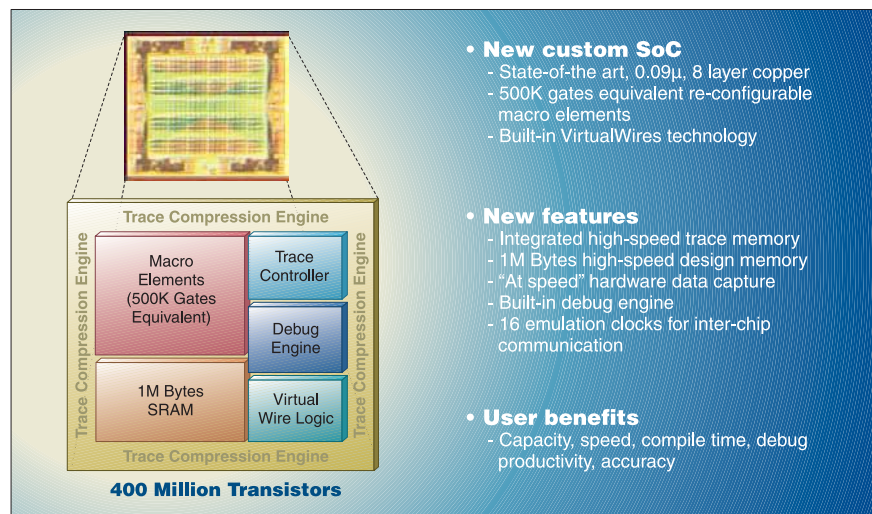 Trace Compression Engine
Trace Compression Engine
Macro
Elements
(500K Gates
Equivalent)
Trace
Controller
Debug
Engine
1M Bytes
SRAM
Virtual
Wire Logic
Trace Compression Engine
Trace Compression Engine
400 Million Transistors
• New custom SoC
- State-of-the art, 0.09µ, 8 layer copper
- 500K gates equivalent re-configurable
macro elements
- Built-in VirtualWires technology
• New features
- Integrated high-speed trace memory
- 1M Bytes high-speed design memory
- “At speed” hardware data capture
- Built-in debug engine
- 16 emulation clocks for inter-chip
communication
• User benefits
- Capacity, speed, compile time, debug
productivity, accuracy